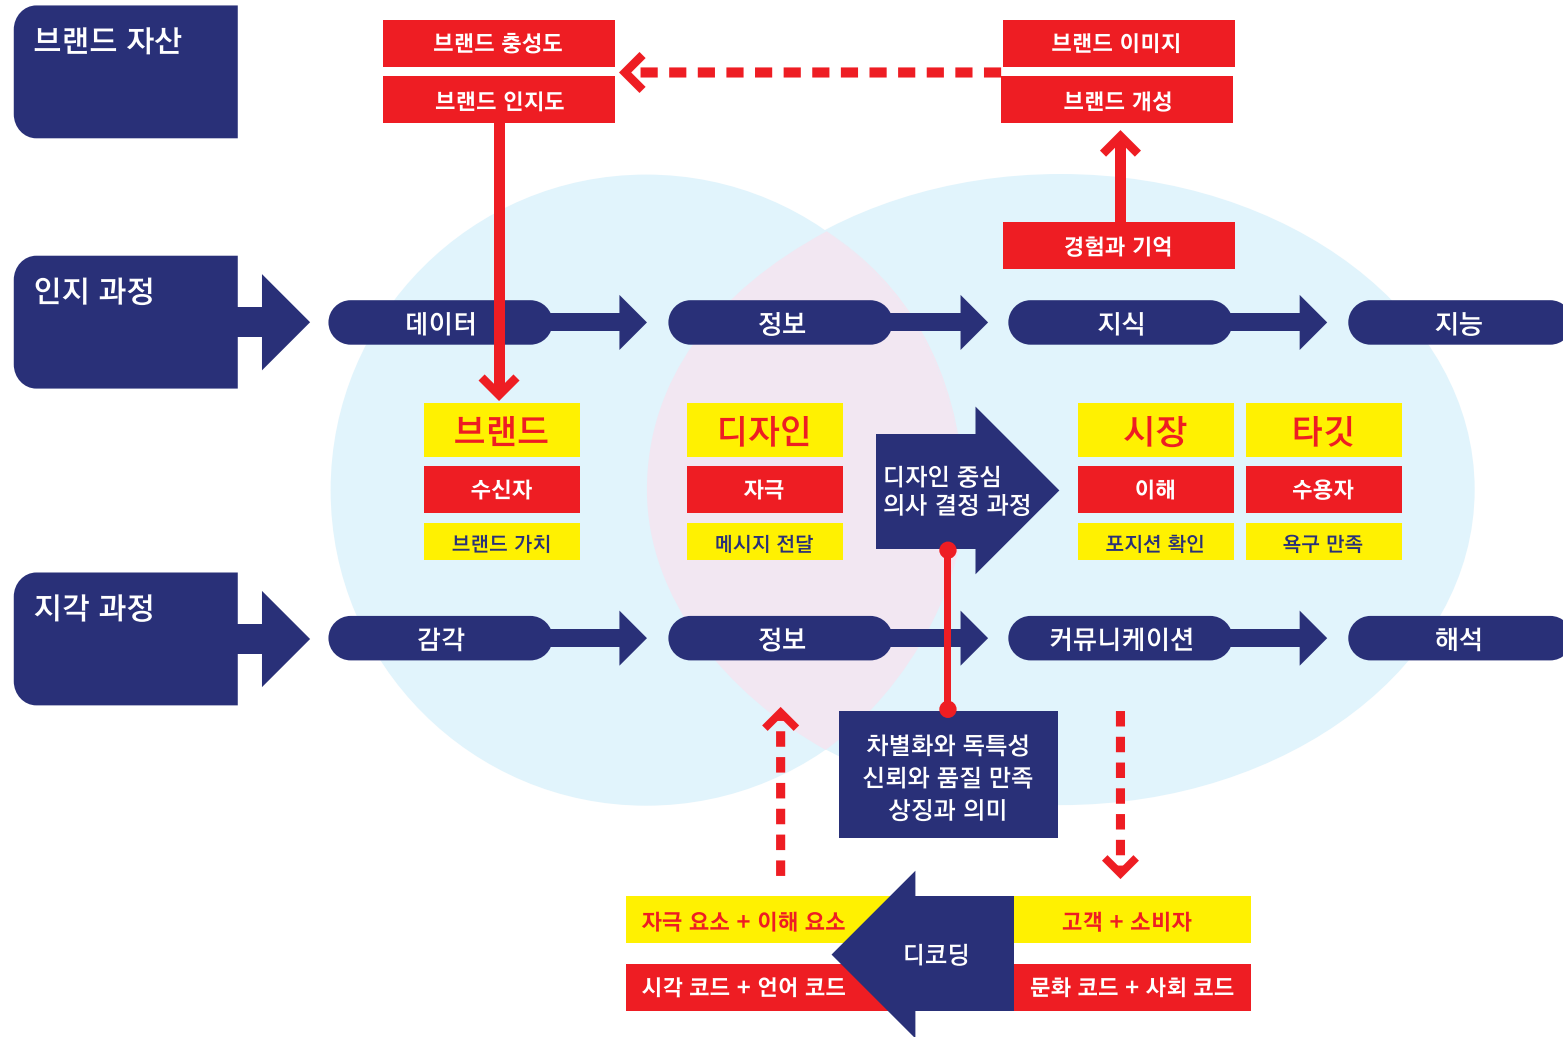 브랜드 자산
브랜드 충성도
브랜드 인지도
브랜드 이미지
브랜드 개성
경험과 기억
인지 과정
데이터
정보
지식
지능
브랜드
수신자
브랜드 가치
디자인
자극
메시지 전달
디자인 중심
의사 결정 과정
시장
이해
포지션 확인
타깃
수용자
욕구 만족
지각 과정
감각
정보
커뮤니케이션
해석
차별화와 독특성
신뢰와 품질 만족
상징과 의미
자극 요소 + 이해 요소
시각 코드 + 언어 코드
디코딩
고객 + 소비자
문화 코드 + 사회 코드